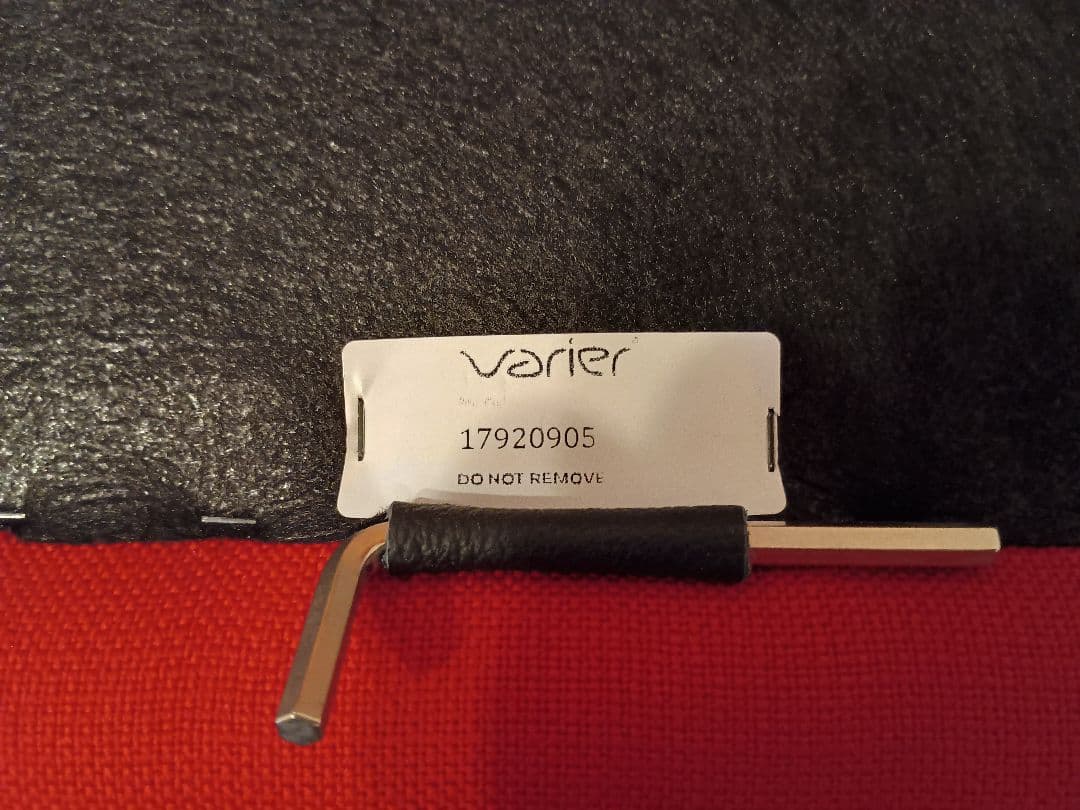 varier
17920905
DO NOT REMOVE